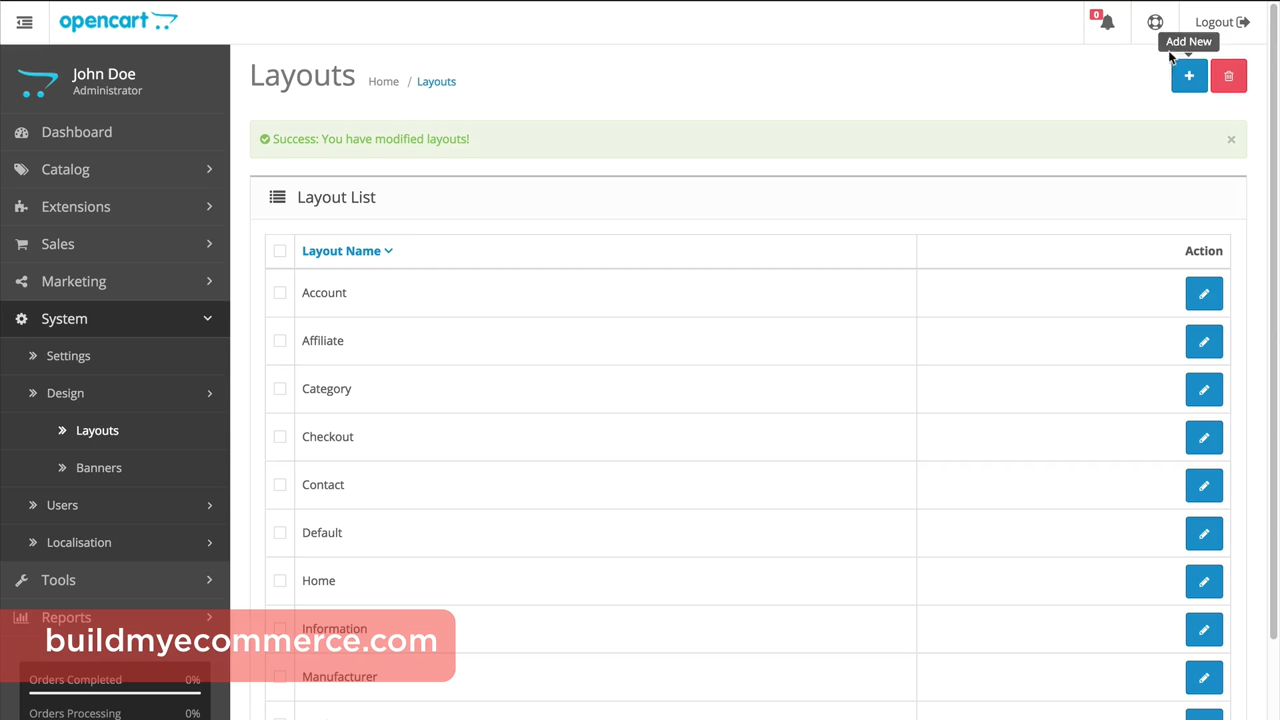 opencart
0
Logout
Add New
John Doe
Administrator
Layouts
Home / Layouts
Success: You have modified layouts!
×
Dashboard
Catalog
Extensions
Sales
Marketing
System
Settings
Design
Layouts
Banners
Users
Localisation
Tools
Reports
Orders Completed 0%
Orders Processing 0%
Layout List
Layout Name
Action
Account
Affiliate
Category
Checkout
Contact
Default
Home
Information
Manufacturer
buildmyecommerce.com